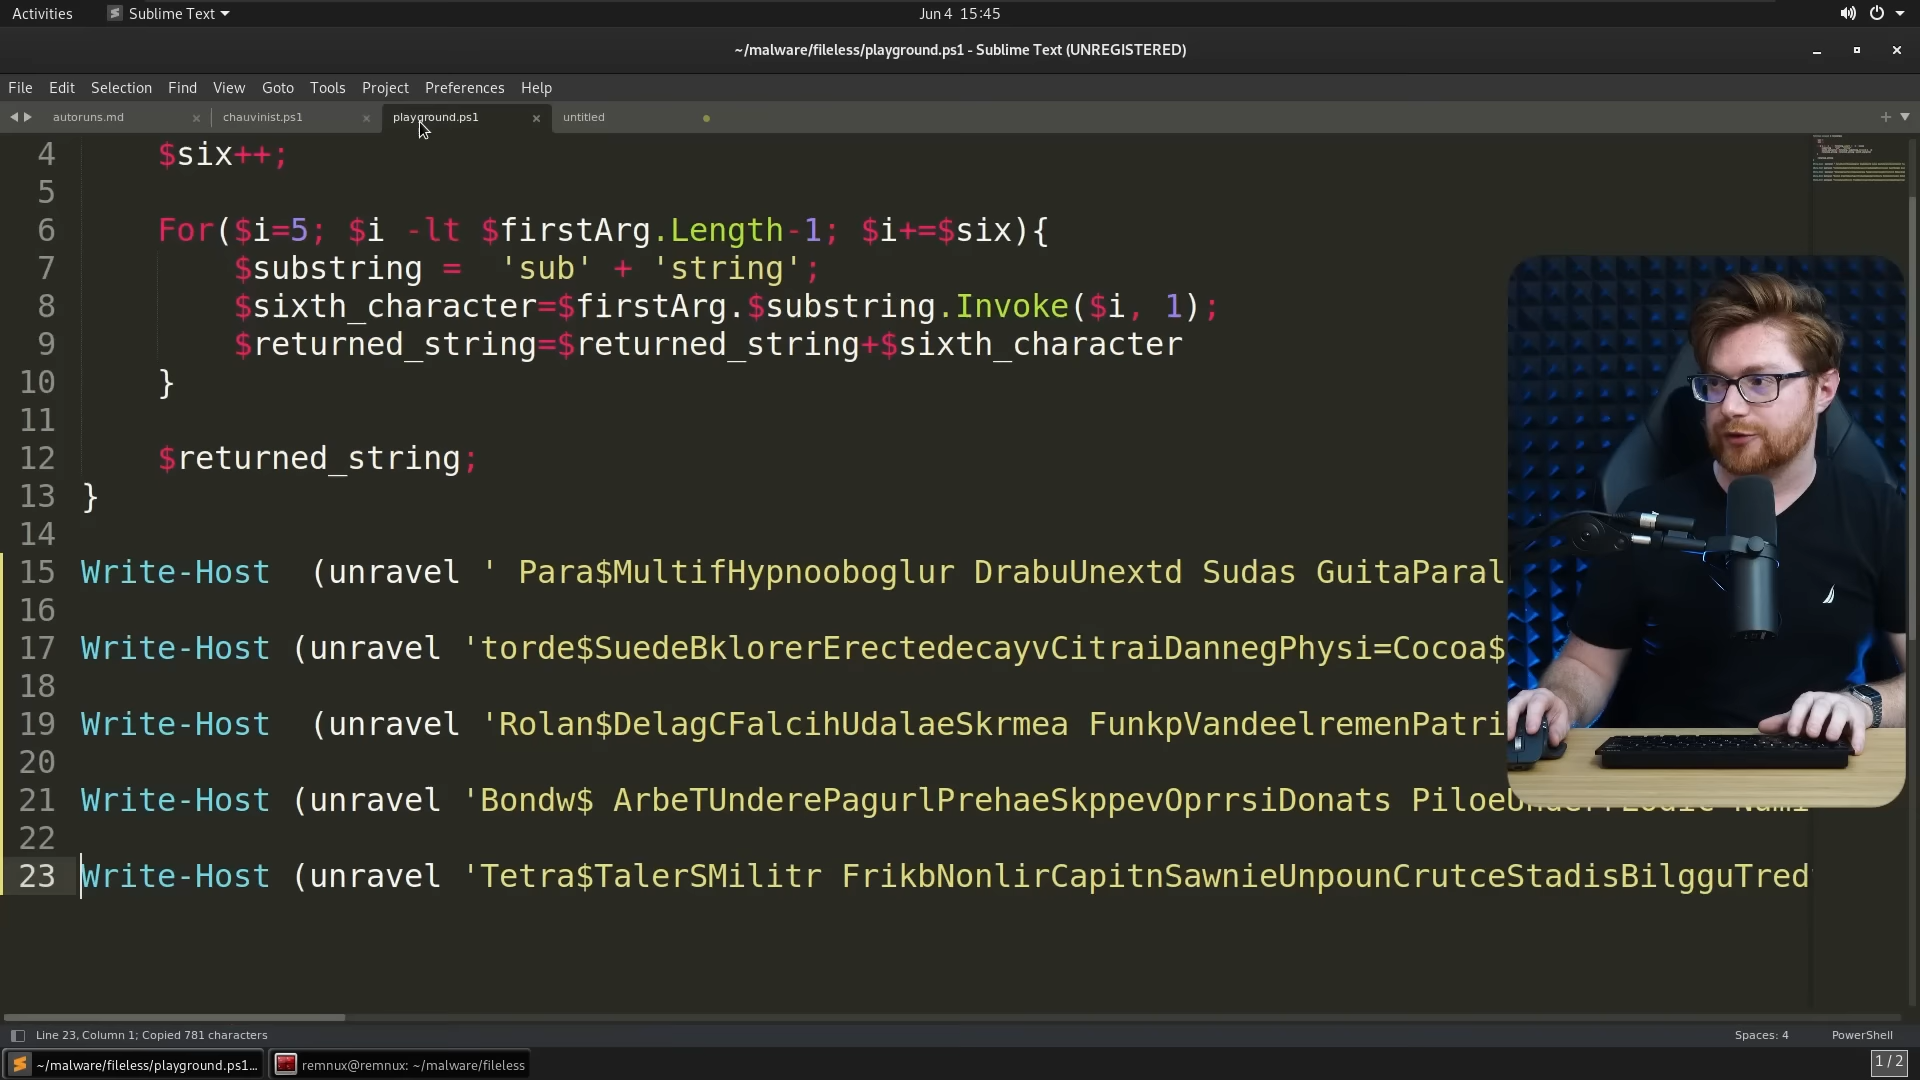 Activities
Sublime Text
Jun 4 15:45
~/malware/fileless/playground.ps1 - Sublime Text (UNREGISTERED)
File Edit Selection Find View Goto Tools Project Preferences Help
autoruns.md
chauvinist.ps1
playground.ps1
untitled
4 $six++;
5
6 For($i=5; $i -lt $firstArg.Length-1; $i+=$six){
7 $substring = 'sub' + 'string';
8 $sixth_character=$firstArg.$substring.Invoke($i, 1);
9 $returned_string=$returned_string+$sixth_character
10 }
11
12 $returned_string;
13 }
14
15 Write-Host (unravel ' Para$MultifHypnooboglur DrabuUnextd Sudas GuitaParal
16
17 Write-Host (unravel 'torde$SuedeBklorerErectedecayvCitraiDannegPhysi=Cocoa$
18
19 Write-Host (unravel 'Rolan$DelagCFalcihUdalaeSkrmea FunkpVandeelremenPatri
20
21 Write-Host (unravel 'Bondw$ ArbeTUnderePagurlPrehaeSkppevOprrsiDonats
22
23 Write-Host (unravel 'Tetra$TalerSMilitr FrikbNonlirCapitnSawnieUnpounCrutceStadisBilgguTred
Line 23, Column 1; Copied 781 characters
Spaces: 4
PowerShell
~/malware/fileless/playground.ps1...
remnux@remnux: ~/malware/fileless
1 / 2